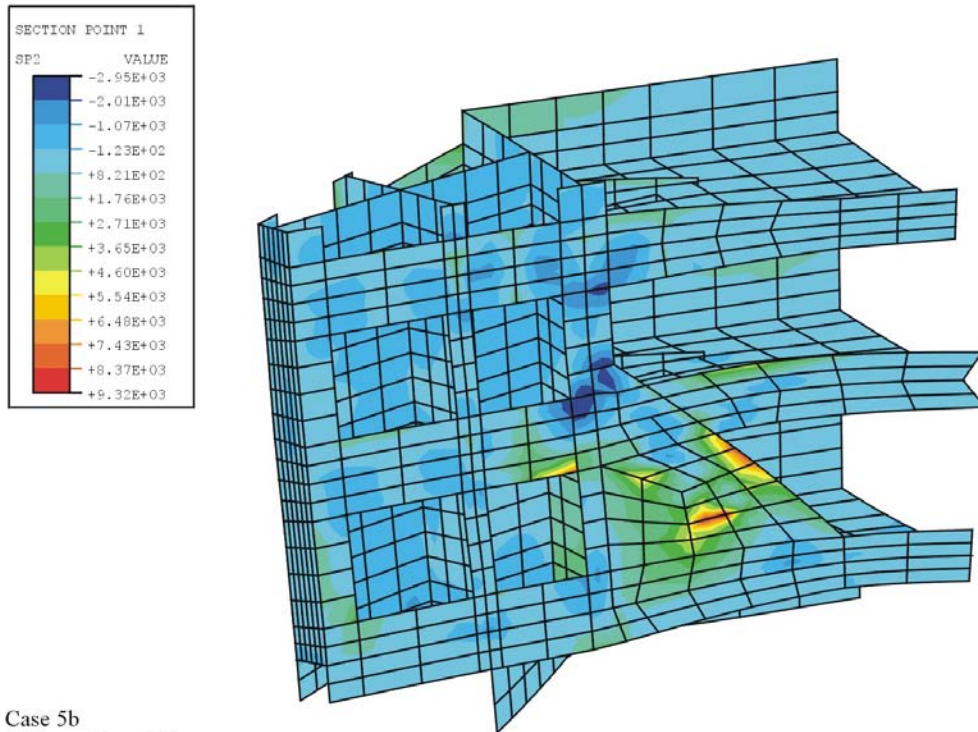 SECTION POINT 1
SP2 VALUE
-2.95E+03
-2.01E+03
-1.07E+03
-1.23E+02
+8.21E+02
+1.76E+03
+2.71E+03
+3.65E+03
+4.60E+03
+5.54E+03
+6.48E+03
+7.43E+03
+8.37E+03
+9.32E+03
Case 5b